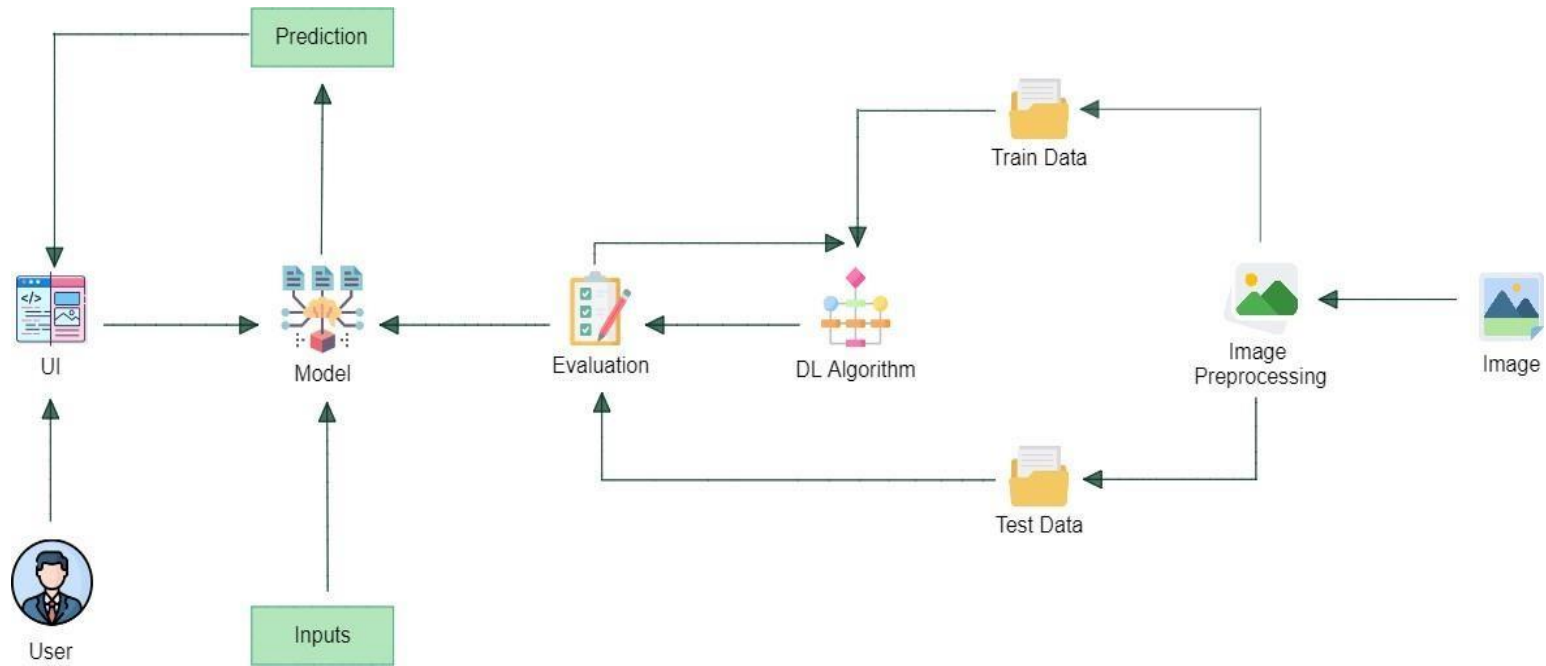 Prediction
Train Data
</>
UI
Model
Evaluation
DL Algorithm
Image
Preprocessing
Image
Test Data
User
Inputs